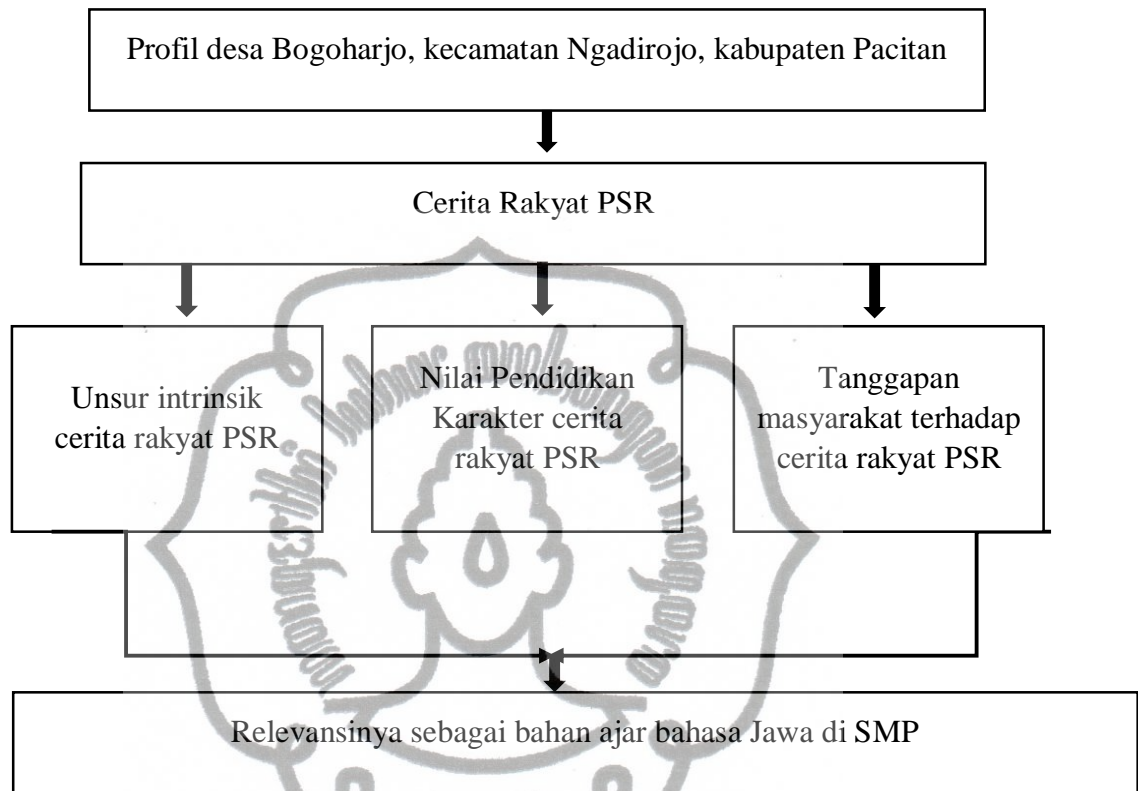 Profil desa Bogoharjo, kecamatan Ngadirojo, kabupaten Pacitan
Cerita Rakyat PSR
Unsur intrinsik
cerita rakyat PSR
Nilai Pendidikan
Karakter cerita
rakyat PSR
Tanggapan
masyarakat terhadap
cerita rakyat PSR
Relevansinya sebagai bahan ajar bahasa Jawa di SMP